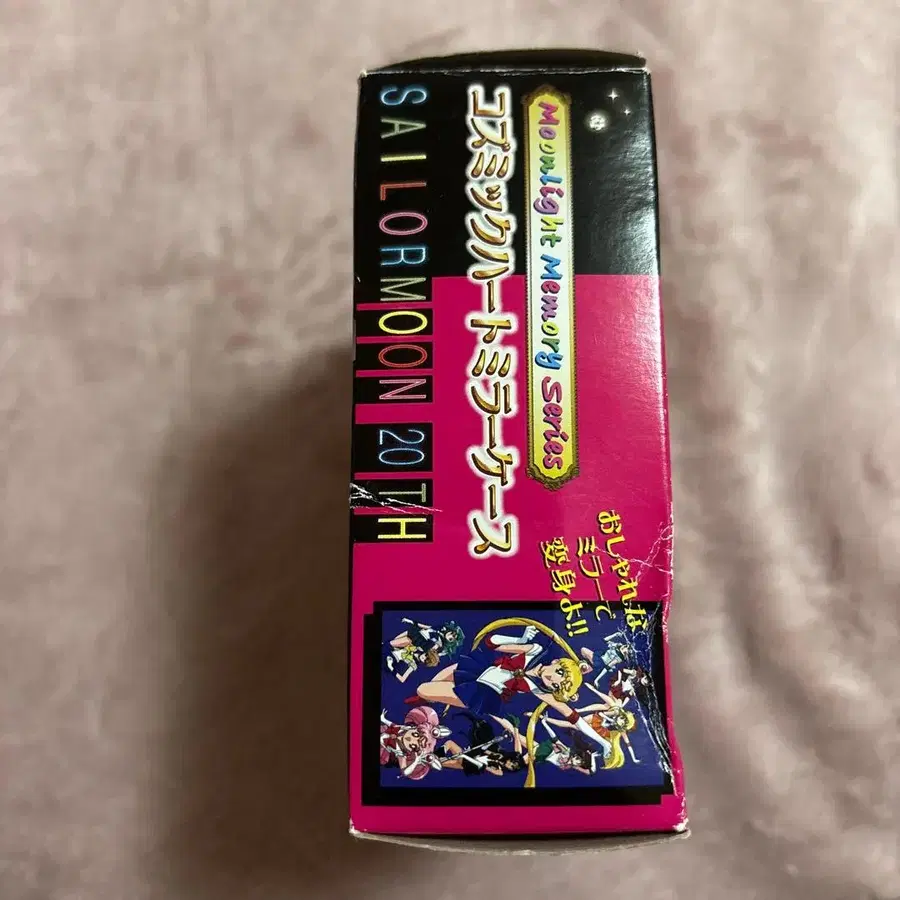 Moonlight Memory Series
コズミックハートミラーケース
SAILORMOON 20TH
おしゃれな
ミラーで
変身よ!!